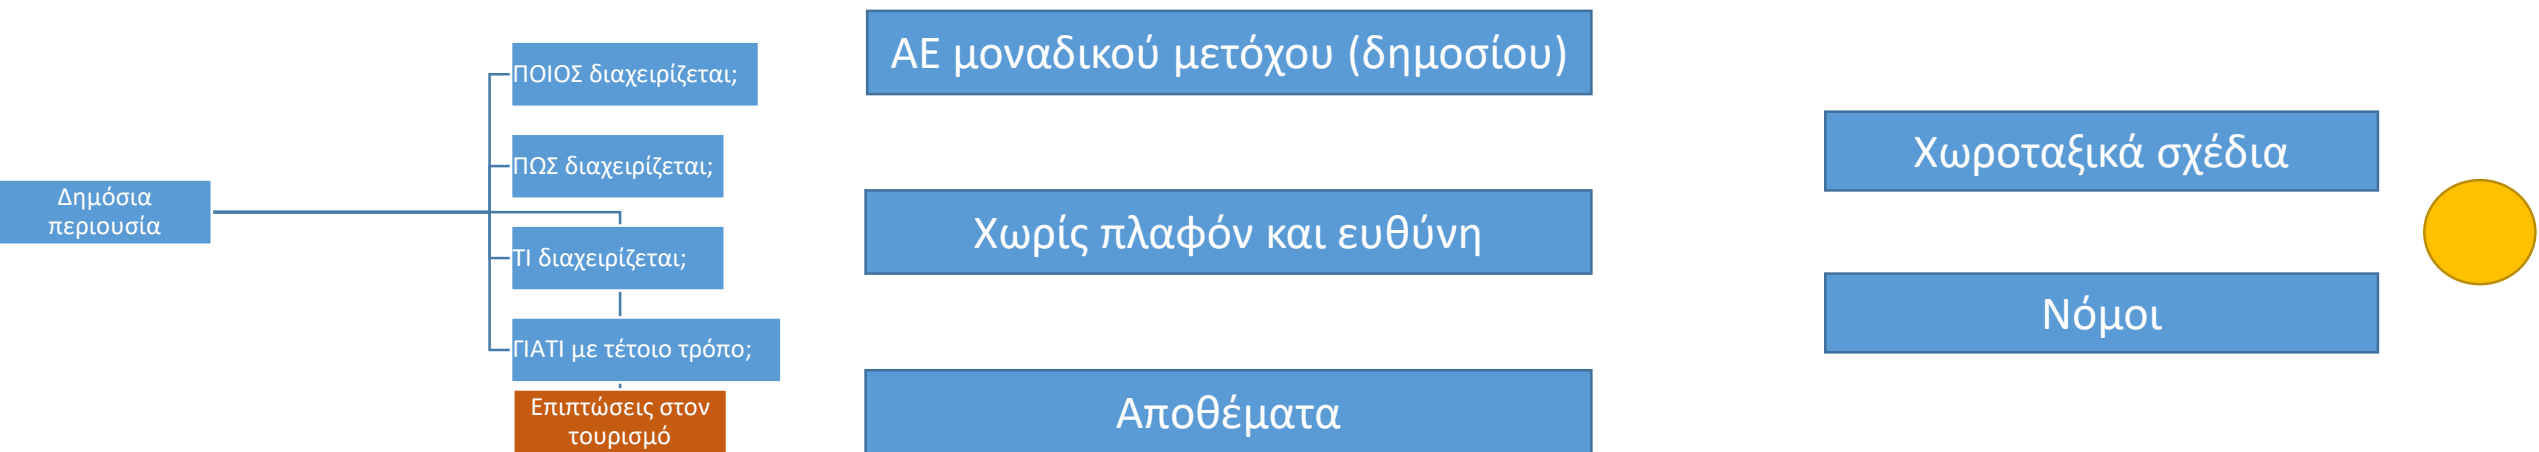 Δημόσια
περιουσία
ΠΟΙΟΣ διαχειρίζεται;
ΠΩΣ διαχειρίζεται;
ΤΙ διαχειρίζεται;
ΓΙΑΤΙ με τέτοιο τρόπο;
Επιπτώσεις στον
τουρισμό
ΑΕ μοναδικού μετόχου (δημοσίου)
Χωρίς πλαφόν και ευθύνη
Αποθέματα
Χωροταξικά σχέδια
Νόμοι